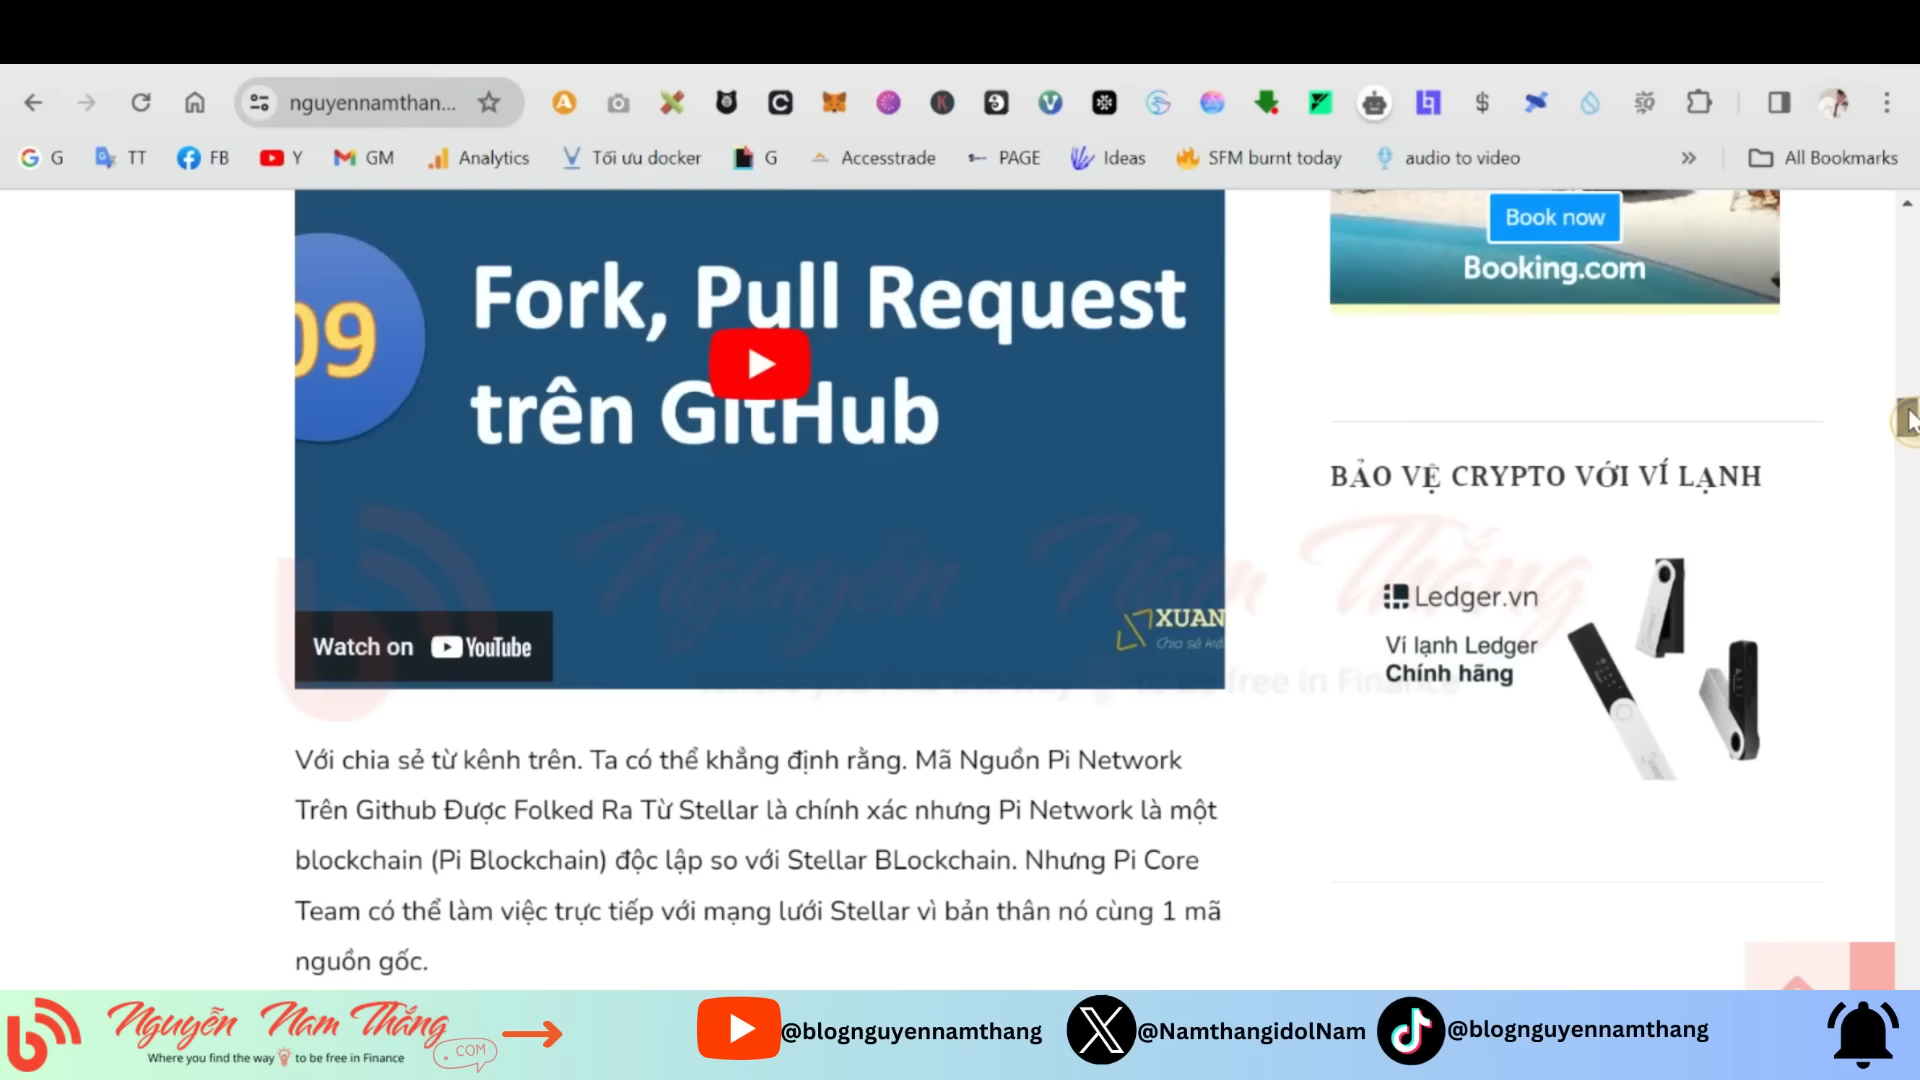 nguyennamthan...
G TT FB Y GM Analytics Tối ưu docker G Accesstrade PAGE Ideas SFM burnt today audio to video » All Bookmarks
09
Fork, Pull Request
trên GitHub
Watch on YouTube
XUAN
Chia sẻ kiế
Book now
Booking.com
BẢO VỆ CRYPTO VỚI VÍ LẠNH
Ledger.vn
Ví lạnh Ledger
Chính hãng
Nguyễn Nam Thắng
Với chia sẻ từ kênh trên. Ta có thể khẳng định rằng. Mã Nguồn Pi Network
Trên Github Được Folked Ra Từ Stellar là chính xác nhưng Pi Network là một
blockchain (Pi Blockchain) độc lập so với Stellar BLockchain. Nhưng Pi Core
Team có thể làm việc trực tiếp với mạng lưới Stellar vì bản thân nó cùng 1 mã
nguồn gốc.
Nguyễn Nam Thắng
Where you find the way to be free in Finance
.COM
@blognguyennamthang
@NamthangidolNam
@blognguyennamthang